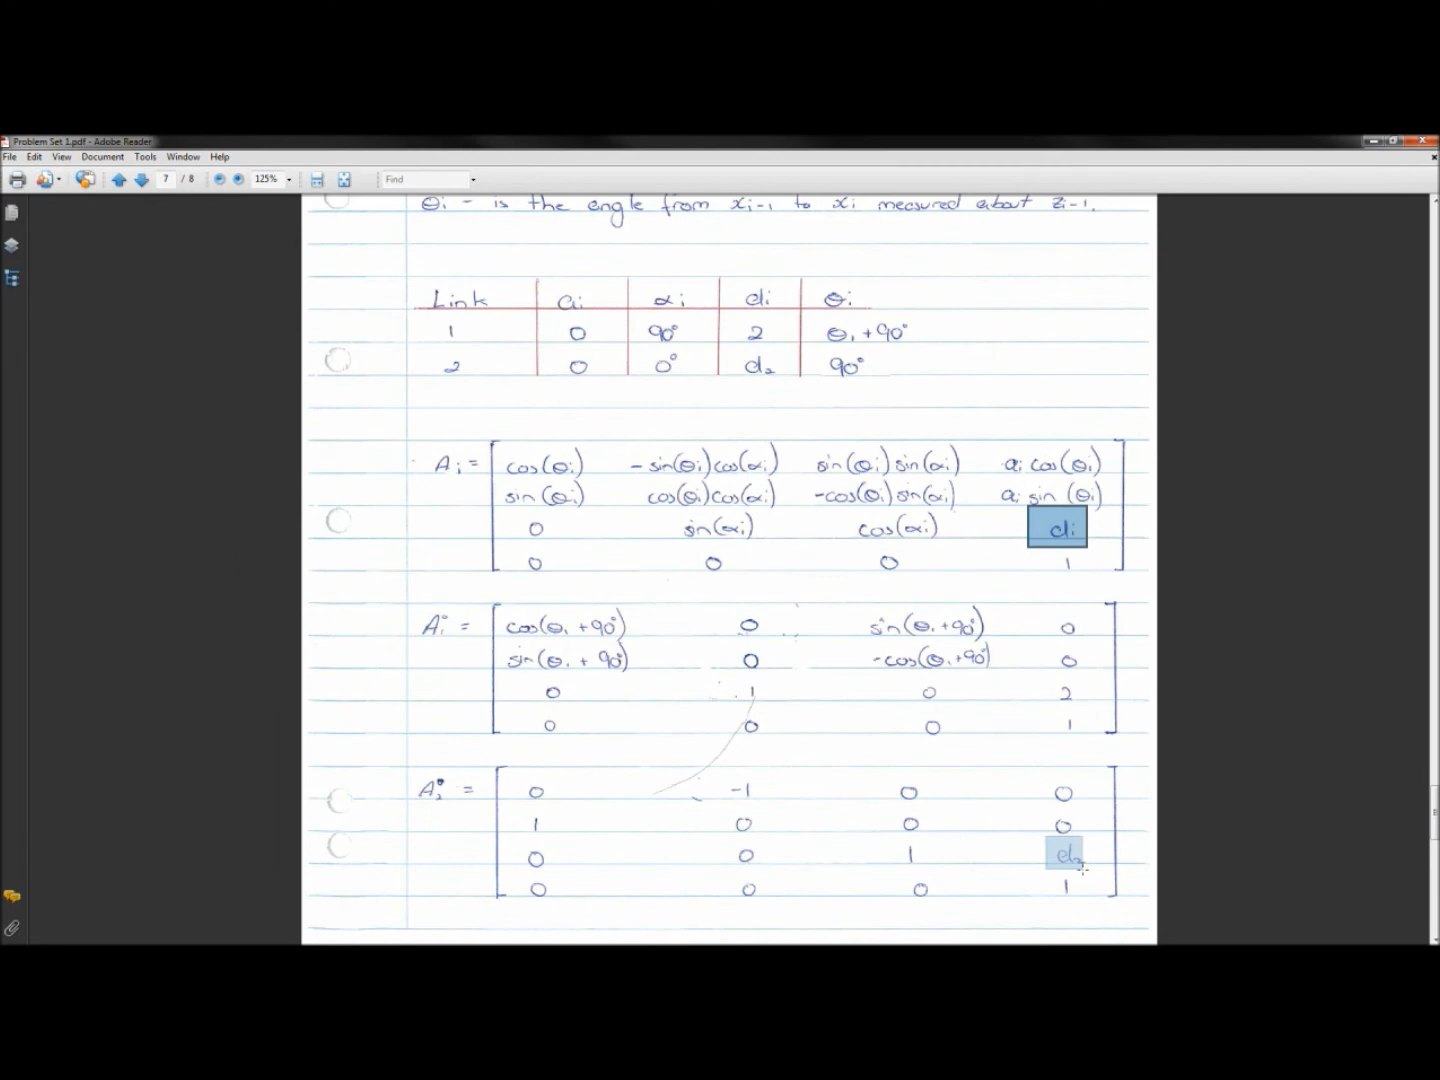 Problem Set 1.pdf - Adobe Reader
File Edit View Document Tools Window Help
7 / 8 125% Find
θi - is the angle from xi-1 to xi measured about zi-1.
Link ai αi di θi
1 0 90° 2 θ1 +90°
2 0 0° d2 90°
Ai = cos(θi) -sin(θi)cos(αi) sin(θi)sin(αi) ai cos(θi)
sin(θi) cos(θi)cos(αi) -cos(θi)sin(αi) ai sin(θi)
0 sin(αi) cos(αi) di
0 0 0 1
A1° = cos(θ1 +90°) 0 sin(θ1 +90°) 0
sin(θ1 + 90°) 0 -cos(θ1 +90°) 0
0 1 0 2
0 0 0 1
A2° = 0 -1 0 0
1 0 0 0
0 0 1 d2
0 0 0 1